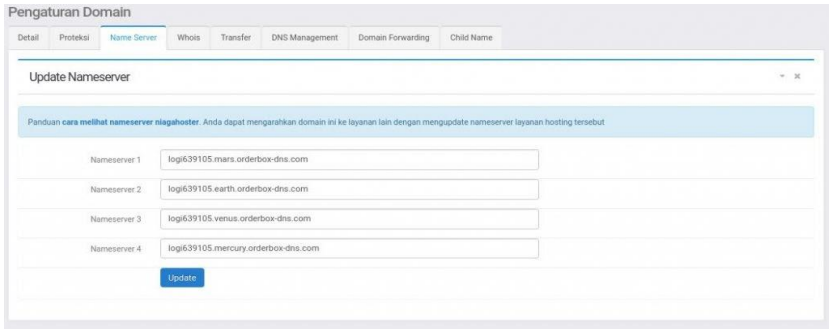 Pengaturan Domain
Detail Proteksi Name Server Whois Transfer DNS Management Domain Forwarding Child Name
Update Nameserver
Panduan cara melihat nameserver niagahoster. Anda dapat mengarahkan domain ini ke layanan lain dengan mengupdate nameserver layanan hosting tersebut
Nameserver 1 logi639105.mars.orderbox-dns.com
Nameserver 2 logi639105.earth.orderbox-dns.com
Nameserver 3 logi639105.venus.orderbox-dns.com
Nameserver 4 logi639105.mercury.orderbox-dns.com
Update